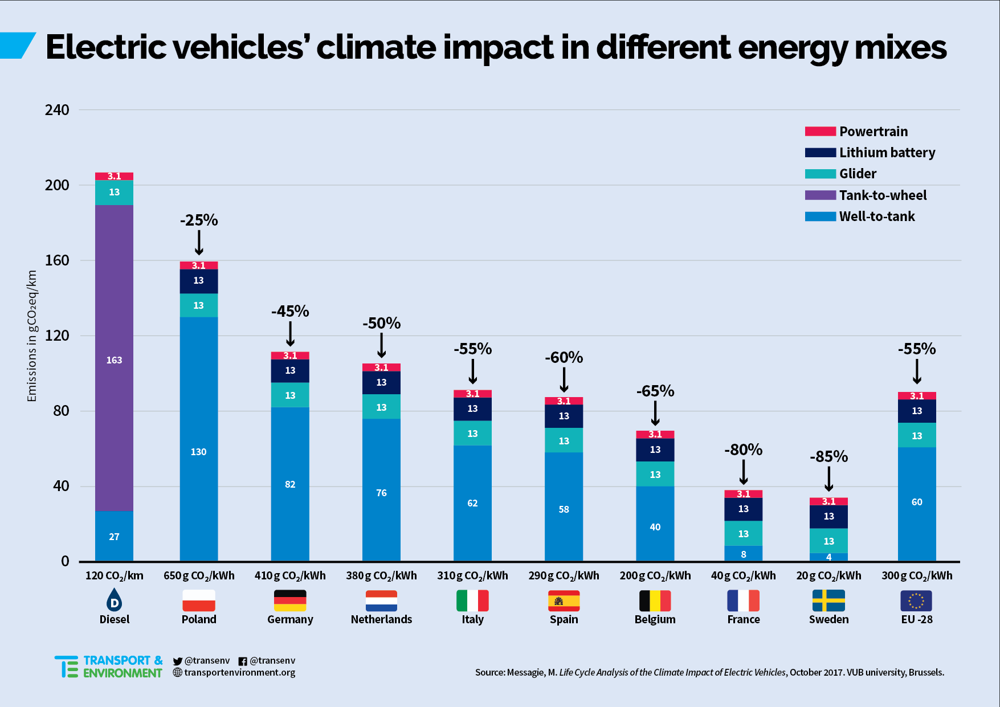 Electric vehicles’ climate impact in different energy mixes
Emissions in gCO₂eq/km
240
200
160
120
80
40
0
Powertrain
Lithium battery
Glider
Tank-to-wheel
Well-to-tank
3.1
13
163
27
-25%
3.1
13
13
130
-45%
3.1
13
13
82
-50%
3.1
13
13
76
-55%
3.1
13
13
62
-60%
3.1
13
13
58
-65%
3.1
13
13
40
-80%
3.1
13
13
8
-85%
3.1
13
13
4
-55%
3.1
13
13
60
120 CO₂/km
650 g CO₂/kWh
410 g CO₂/kWh
380 g CO₂/kWh
310 g CO₂/kWh
290 g CO₂/kWh
200 g CO₂/kWh
40 g CO₂/kWh
20 g CO₂/kWh
300 g CO₂/kWh
D
Diesel
Poland
Germany
Netherlands
Italy
Spain
Belgium
France
Sweden
EU -28
TE TRANSPORT &
ENVIRONMENT
@transenv @transenv
transportenvironment.org
Source: Messagie, M. Life Cycle Analysis of the Climate Impact of Electric Vehicles, October 2017. VUB university, Brussels.